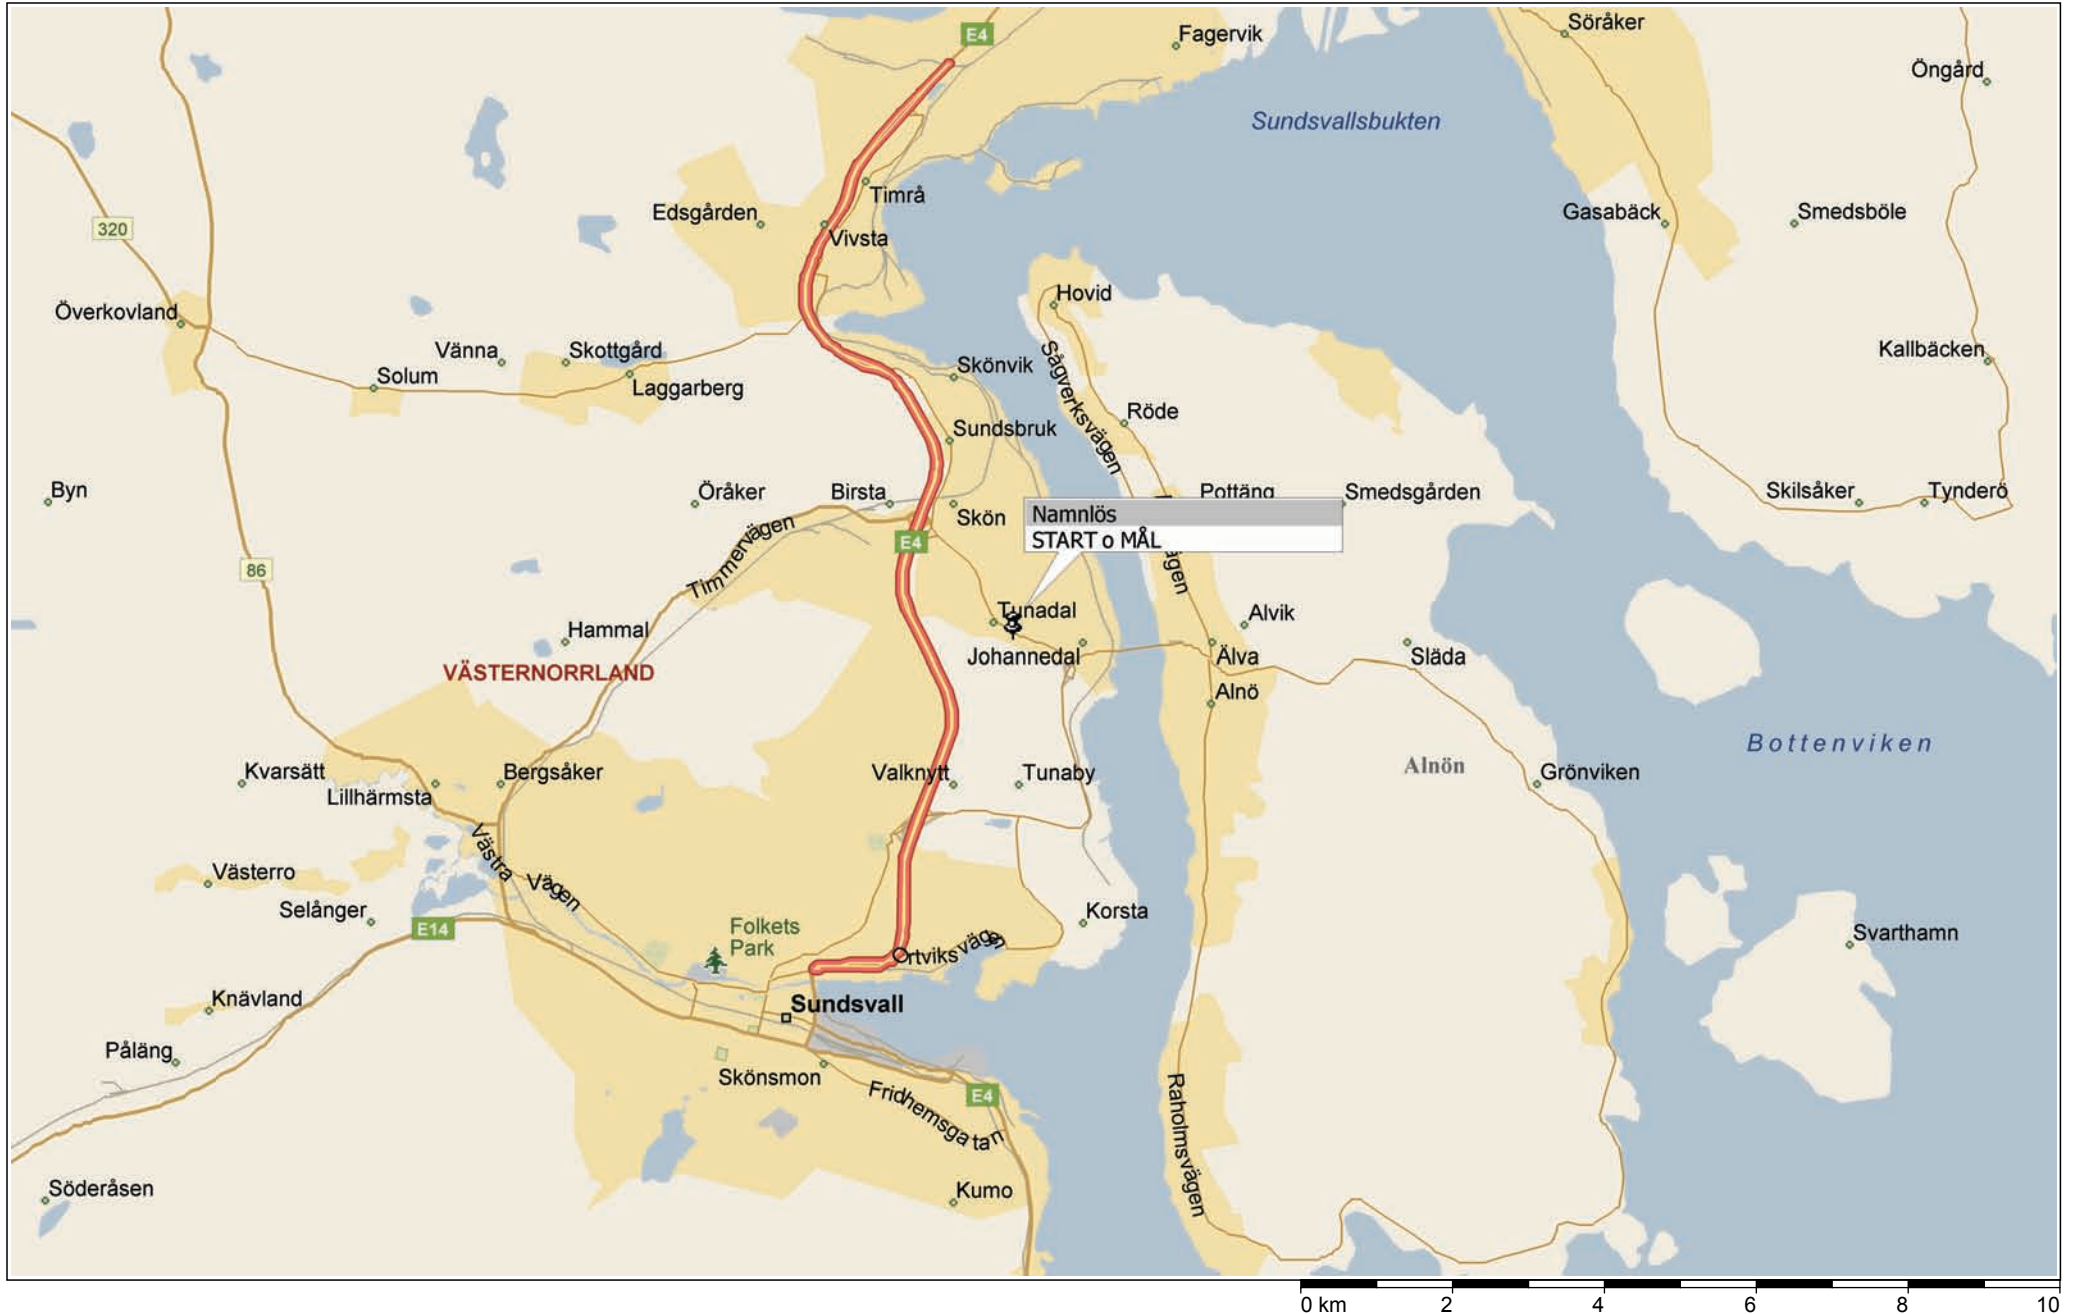 E4
Fagervik
Söråker
Öngård
Sundsvallsbukten
320
Edsgården
Timrå
Vivsta
Gasabäck
Smedsböle
Överkovland
Hovid
Vänna
Skottgård
Solum
Laggarberg
Skönvik
Sågverksvägen
Kallbäcken
Röde
Sundsbruk
Byn
Öråker
Birsta
Skön
Pottäng
Smedsgården
Skilsåker
Tynderö
Namnlös
START o MÅL
Timmervägen
E4
86
Tunadal
Alvik
Hammal
Johannedal
Älva
Släda
VÄSTERNORRLAND
Alnö
Bottenviken
Kvarsätt
Bergsåker
Valknytt
Tunaby
Alnön
Grönviken
Lillhärmsta
Västra Vägen
Västerro
Selånger
E14
Folkets
Park
Korsta
Ortviksvägen
Svarthamn
Knävland
Sundsvall
Påläng
Skönsmon
Fridhemsgatan
E4
Raholmsvägen
Söderåsen
Kumo
0 km 2 4 6 8 10